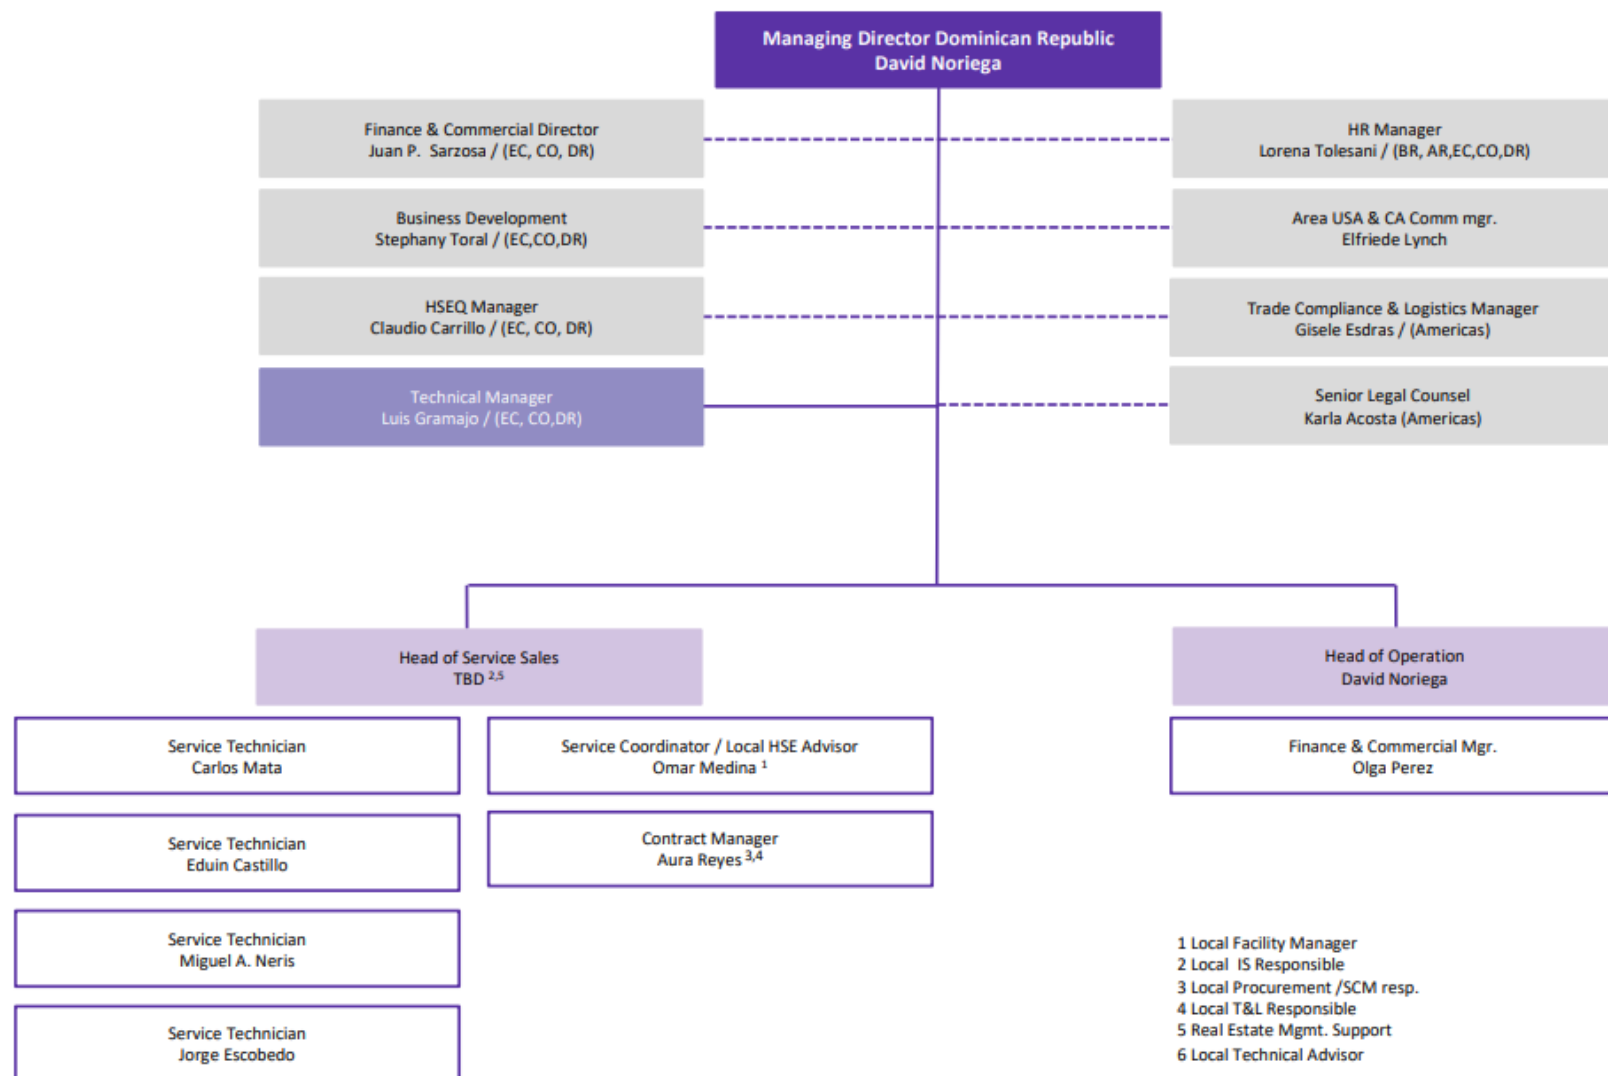 Managing Director Dominican Republic
David Noriega
Finance & Commercial Director
Juan P. Sarzosa / (EC, CO, DR)
HR Manager
Lorena Tolesani / (BR, AR,EC,CO,DR)
Business Development
Stephany Toral / (EC,CO,DR)
Area USA & CA Comm mgr.
Elfriede Lynch
HSEQ Manager
Claudio Carrillo / (EC, CO, DR)
Trade Compliance & Logistics Manager
Gisele Esdras / (Americas)
Technical Manager
Luis Gramajo / (EC, CO,DR)
Senior Legal Counsel
Karla Acosta (Americas)
Head of Service Sales
TBD 2,5
Head of Operation
David Noriega
Service Technician
Carlos Mata
Service Coordinator / Local HSE Advisor
Omar Medina 1
Finance & Commercial Mgr.
Olga Perez
Service Technician
Eduin Castillo
Contract Manager
Aura Reyes 3,4
Service Technician
Miguel A. Neris
Service Technician
Jorge Escobedo
1 Local Facility Manager
2 Local IS Responsible
3 Local Procurement /SCM resp.
4 Local T&L Responsible
5 Real Estate Mgmt. Support
6 Local Technical Advisor